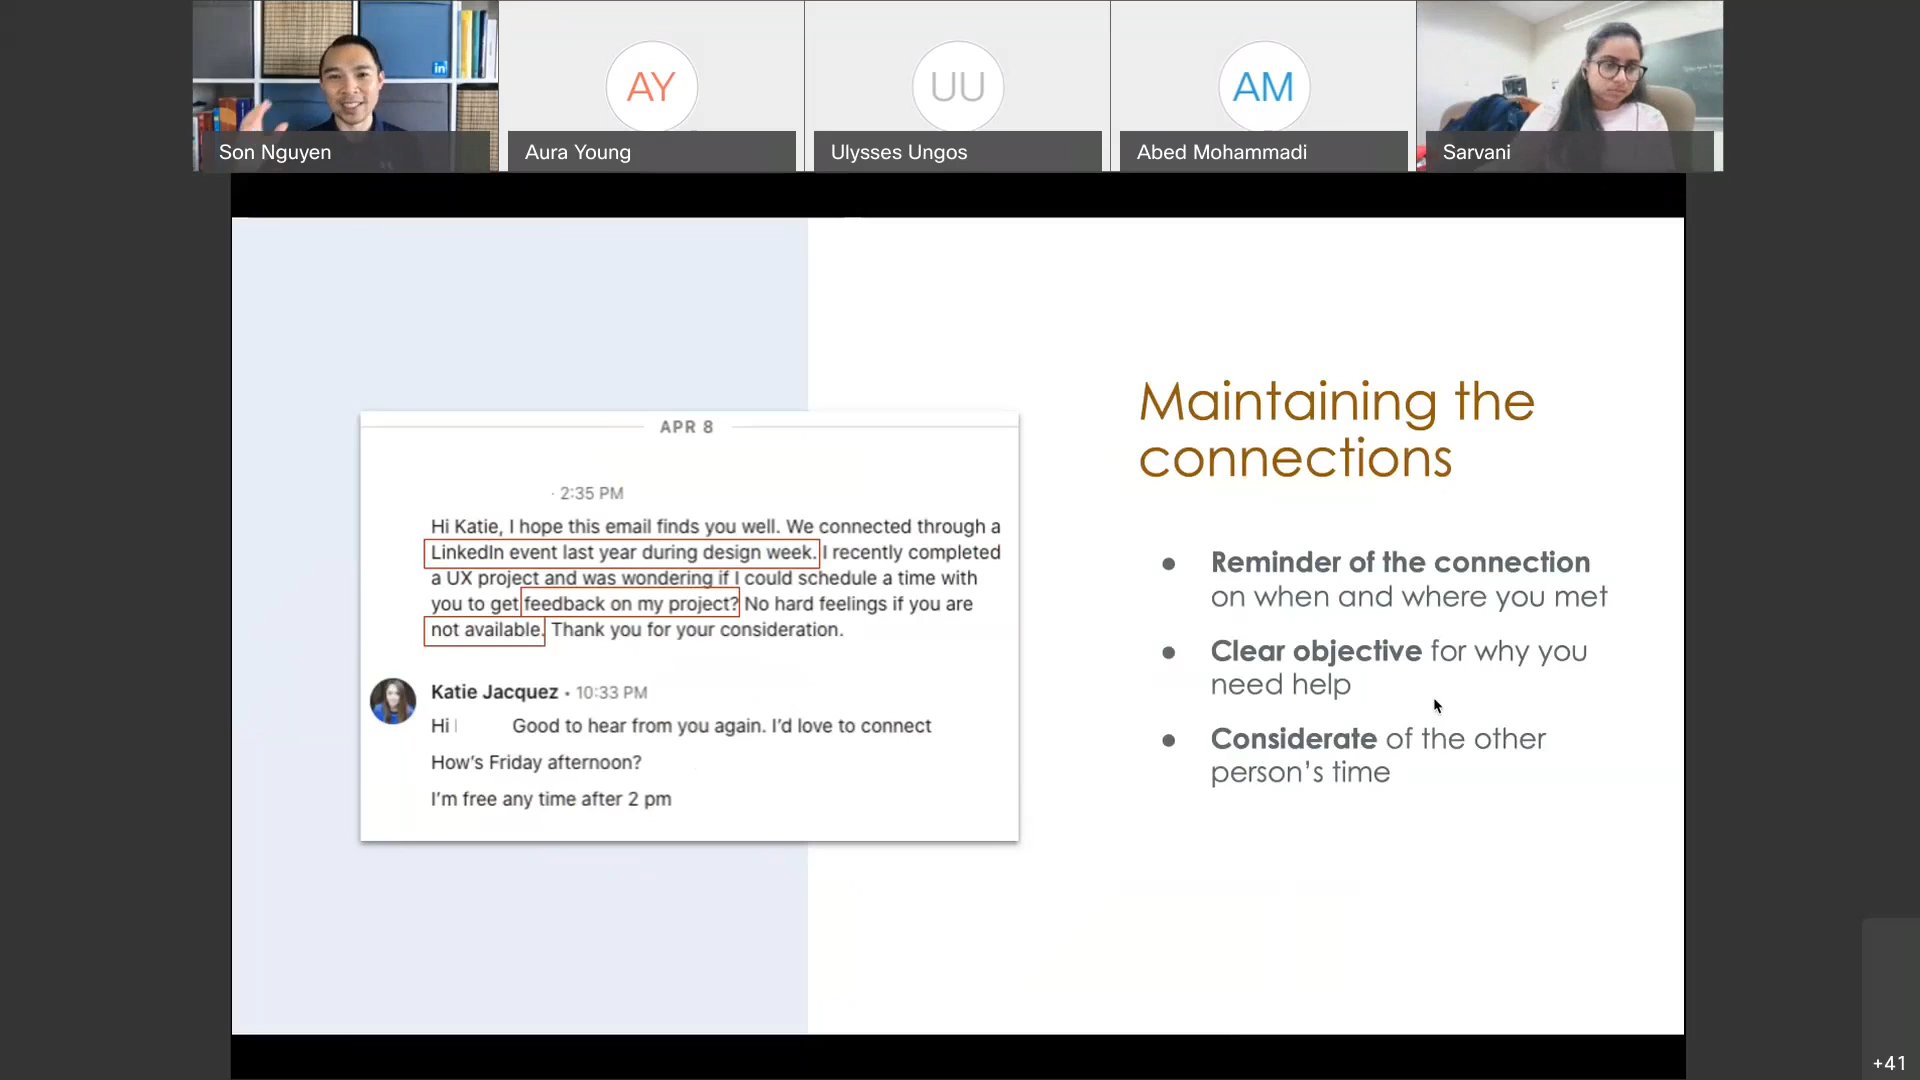 in
AY
UU
AM
Son Nguyen
Aura Young
Ulysses Ungos
Abed Mohammadi
Sarvani
APR 8
· 2:35 PM
Hi Katie, I hope this email finds you well. We connected through a
LinkedIn event last year during design week. I recently completed
a UX project and was wondering if I could schedule a time with
you to get feedback on my project? No hard feelings if you are
not available. Thank you for your consideration.
Katie Jacquez • 10:33 PM
Hi Good to hear from you again. I'd love to connect
How's Friday afternoon?
I'm free any time after 2 pm
Maintaining the
connections
● Reminder of the connection
on when and where you met
● Clear objective for why you
need help
● Considerate of the other
person's time
+41